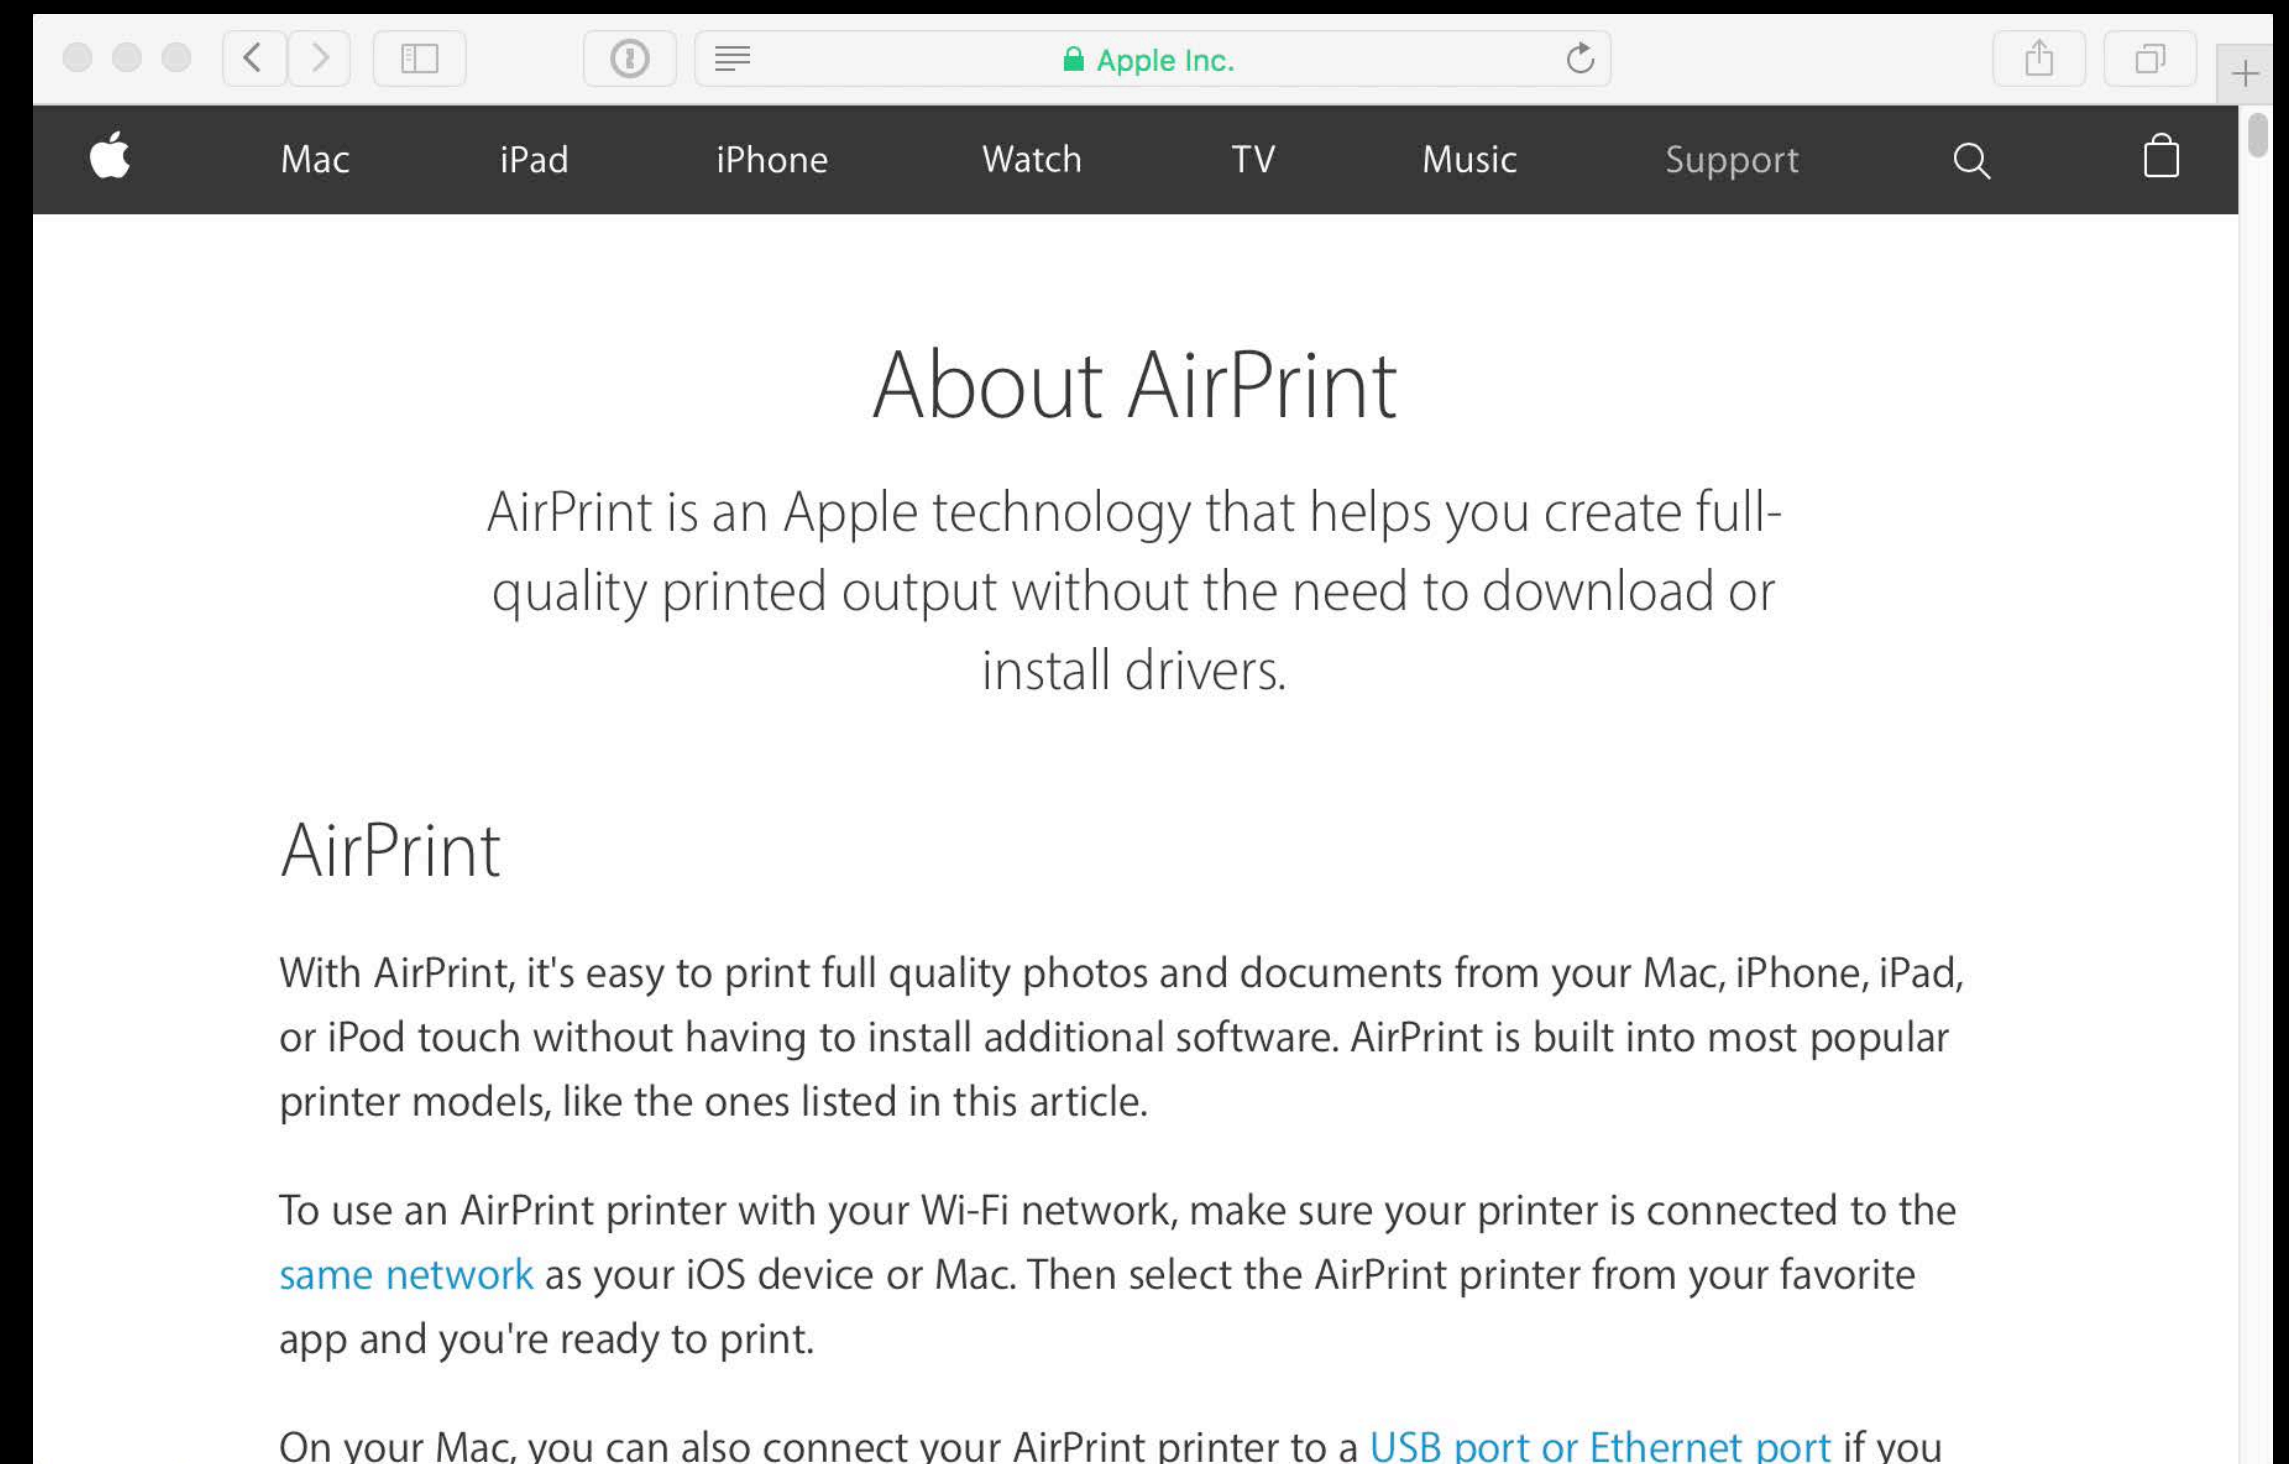 Apple Inc.
Mac iPad iPhone Watch TV Music Support
About AirPrint
AirPrint is an Apple technology that helps you create full-
quality printed output without the need to download or
install drivers.
AirPrint
With AirPrint, it's easy to print full quality photos and documents from your Mac, iPhone, iPad,
or iPod touch without having to install additional software. AirPrint is built into most popular
printer models, like the ones listed in this article.
To use an AirPrint printer with your Wi-Fi network, make sure your printer is connected to the
same network as your iOS device or Mac. Then select the AirPrint printer from your favorite
app and you're ready to print.
On your Mac, you can also connect your AirPrint printer to a USB port or Ethernet port if you